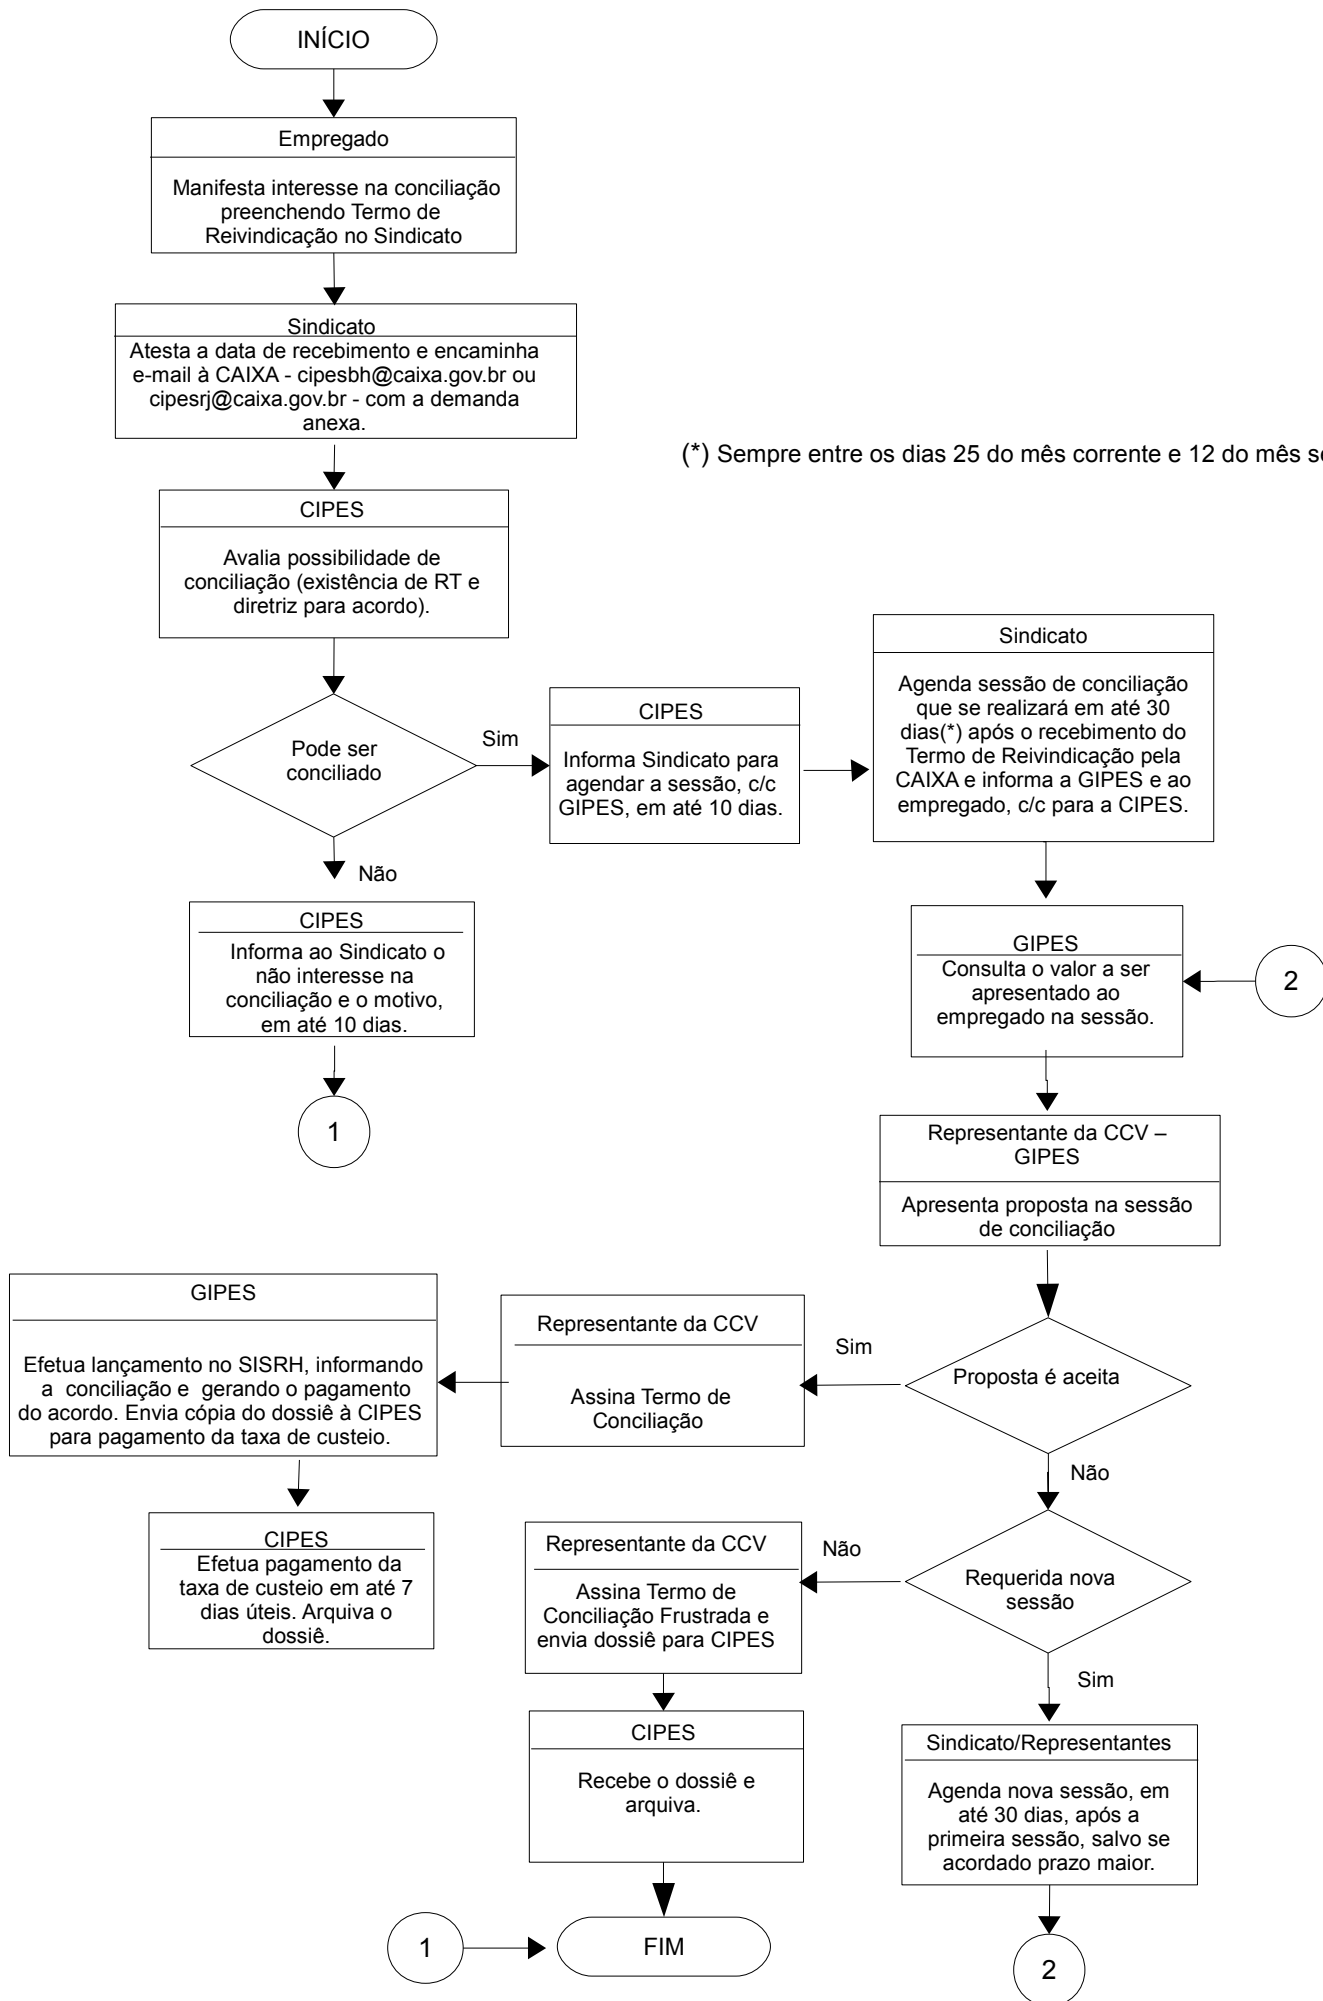 INÍCIO
Empregado
Manifesta interesse na conciliação
preenchendo Termo de
Reivindicação no Sindicato
Sindicato
Atesta a data de recebimento e encaminha
e-mail à CAIXA - cipesbh@caixa.gov.br ou
cipesrj@caixa.gov.br - com a demanda
anexa.
(*) Sempre entre os dias 25 do mês corrente e 12 do mês
CIPES
Avalia possibilidade de
conciliação (existência de RT e
diretriz para acordo).
Pode ser
conciliado
Sim
CIPES
Informa Sindicato para
agendar a sessão, c/c
GIPES, em até 10 dias.
Sindicato
Agenda sessão de conciliação
que se realizará em até 30
dias(*) após o recebimento do
Termo de Reivindicação pela
CAIXA e informa a GIPES e ao
empregado, c/c para a CIPES.
Não
CIPES
Informa ao Sindicato o
não interesse na
conciliação e o motivo,
em até 10 dias.
1
GIPES
Consulta o valor a ser
apresentado ao
empregado na sessão.
2
Representante da CCV –
GIPES
Apresenta proposta na sessão
de conciliação
Proposta é aceita
Sim
Representante da CCV
Assina Termo de
Conciliação
GIPES
Efetua lançamento no SISRH, informando
a conciliação e gerando o pagamento
do acordo. Envia cópia do dossiê à CIPES
para pagamento da taxa de custeio.
CIPES
Efetua pagamento da
taxa de custeio em até 7
dias úteis. Arquiva o
dossiê.
Não
Requerida nova
sessão
Não
Representante da CCV
Assina Termo de
Conciliação Frustrada e
envia dossiê para CIPES
CIPES
Recebe o dossiê e
arquiva.
Sim
Sindicato/Representantes
Agenda nova sessão, em
até 30 dias, após a
primeira sessão, salvo se
acordado prazo maior.
1
FIM
2